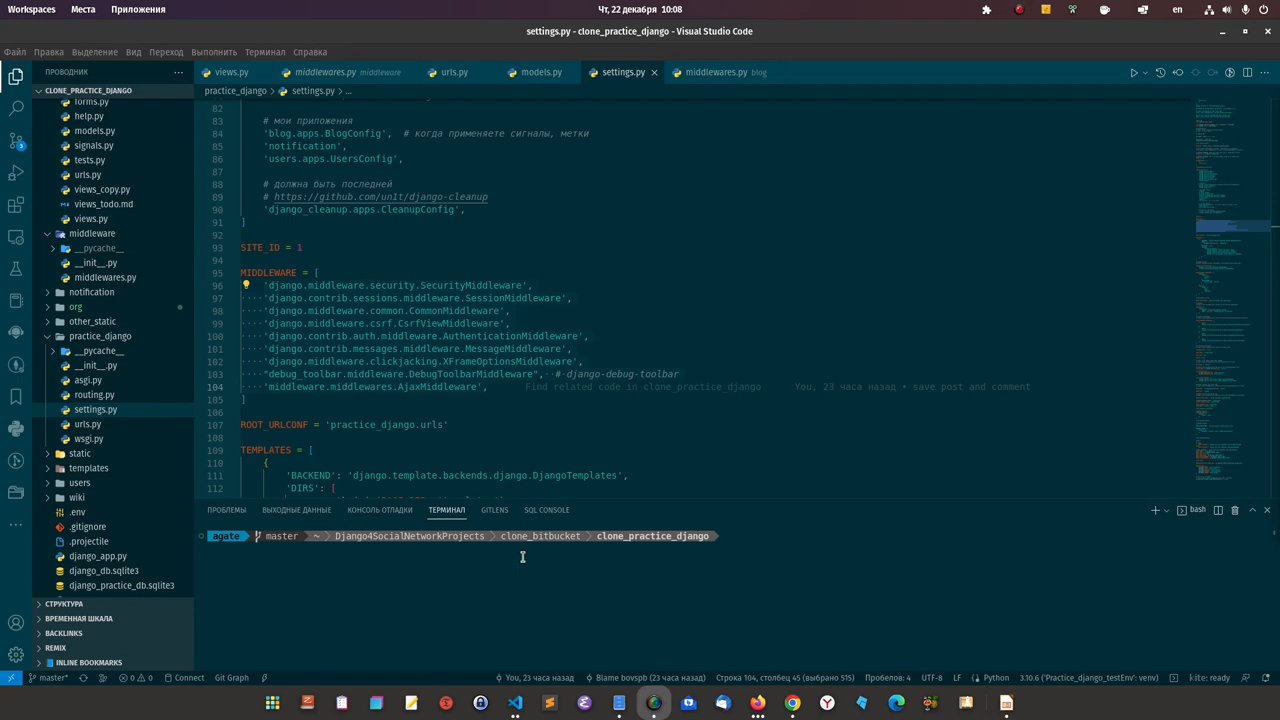 Workspaces Места Приложения Чт, 22 декабря 10:08 en
settings.py - clone_practice_django - Visual Studio Code
Файл Правка Выделение Вид Переход Выполнить Терминал Справка
ПРОВОДНИК
views.py middlewares.py middleware urls.py models.py settings.py middlewares.py blog
CLONE_PRACTICE_DJANGO
practice_django settings.py ...
forms.py
help.py
models.py
signals.py
tests.py
urls.py
views_copy.py
views_todo.md
views.py
middleware
__pycache__
__init__.py
middlewares.py
notification
org
other_static
practice_django
__pycache__
__init__.py
asgi.py
routing.py
settings.py
urls.py
wsgi.py
static
templates
users
wiki
.env
.gitignore
.projectile
django_app.py
django_db.sqlite3
django_practice_db.sqlite3
СТРУКТУРА
ВРЕМЕННАЯ ШКАЛА
BACKLINKS
REMIX
INLINE BOOKMARKS
3
82
83 # мои приложения
84 'blog.apps.BlogConfig', # когда применяете сигналы, метки
85 'notification',
86 'users.apps.UsersConfig',
87
88 # должна быть последней
89 # https://github.com/un1t/django-cleanup
90 'django_cleanup.apps.CleanupConfig',
91 ]
92
93 SITE_ID = 1
94
95 MIDDLEWARE = [
96 'django.middleware.security.SecurityMiddleware',
97 'django.contrib.sessions.middleware.SessionMiddleware',
98 'django.middleware.common.CommonMiddleware',
99 'django.middleware.csrf.CsrfViewMiddleware',
100 'django.contrib.auth.middleware.AuthenticationMiddleware',
101 'django.contrib.messages.middleware.MessageMiddleware',
102 'django.middleware.clickjacking.XFrameOptionsMiddleware',
103 "debug_toolbar.middleware.DebugToolbarMiddleware", # django-debug-toolbar
104 'middleware.middlewares.AjaxMiddleware', Find related code in clone_practice_django You, 23 часа назад • save post and comment
105 ]
106
107 ROOT_URLCONF = 'practice_django.urls'
108
109 TEMPLATES = [
110 {
111 'BACKEND': 'django.template.backends.django.DjangoTemplates',
112 'DIRS': [
ПРОБЛЕМЫ ВЫХОДНЫЕ ДАННЫЕ КОНСОЛЬ ОТЛАДКИ ТЕРМИНАЛ GITLENS SQL CONSOLE bash
agate master ~ Django4SocialNetworkProjects clone_bitbucket clone_practice_django
master* 0 0 Connect Git Graph You, 23 часа назад Blame bovspb (23 часа назад) Строка 104, столбец 45 (выбрано 515) Пробелов: 4 UTF-8 LF Python 3.10.6 ('Practice_django_testEnv': venv) kite: ready